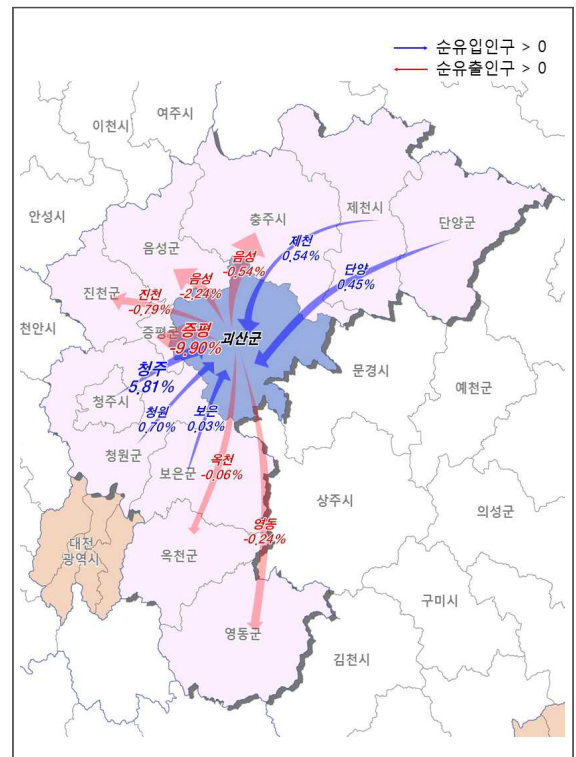 순유입인구 > 0
순유출인구 > 0
여주시
이천시
안성시
충주시
제천시
단양군
음성군
제천
0.54%
음성
-0.54%
단양
0.45%
음성
-2.24%
진천군
진천
-0.79%
천안시
증평군
증평
-9.90%
괴산군
문경시
예천군
청주
5.81%
청주시
청원
0.70%
보은
0.03%
청원군
보은군
옥천
-0.06%
상주시
의성군
영동
-0.24%
대전
광역시
옥천군
구미시
영동군
김천시